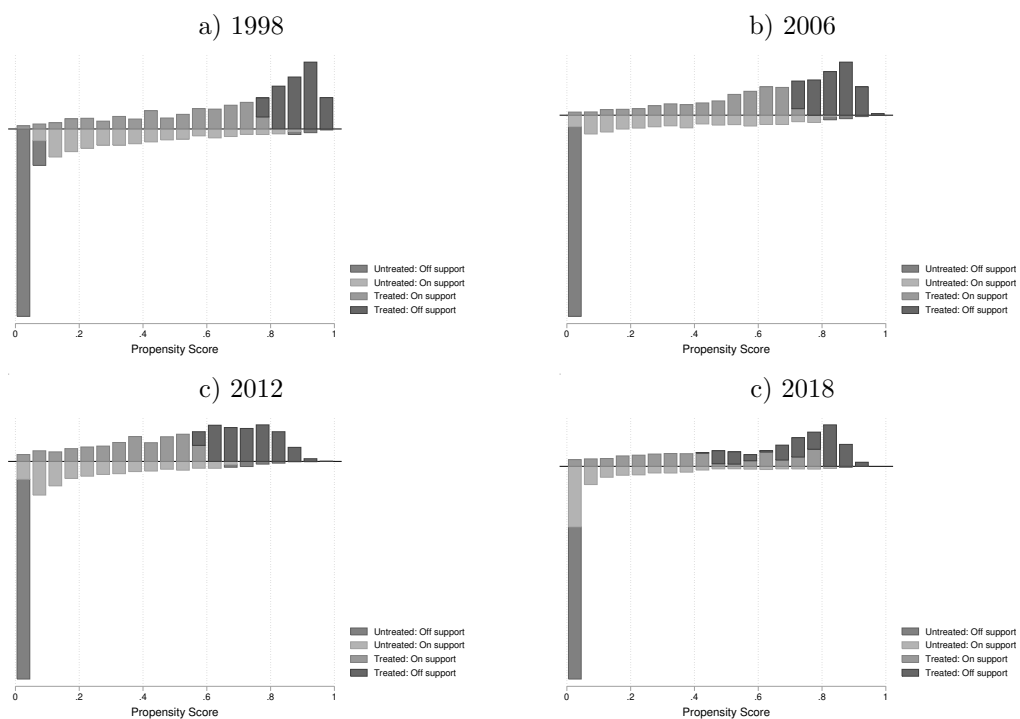 a) 1998
Untreated: Off support
Untreated: On support
Treated: On support
Treated: Off support
0 .2 .4 .6 .8 1
Propensity Score
b) 2006
Untreated: Off support
Untreated: On support
Treated: On support
Treated: Off support
0 .2 .4 .6 .8 1
Propensity Score
c) 2012
Untreated: Off support
Untreated: On support
Treated: On support
Treated: Off support
0 .2 .4 .6 .8 1
Propensity Score
c) 2018
Untreated: Off support
Untreated: On support
Treated: On support
Treated: Off support
0 .2 .4 .6 .8 1
Propensity Score